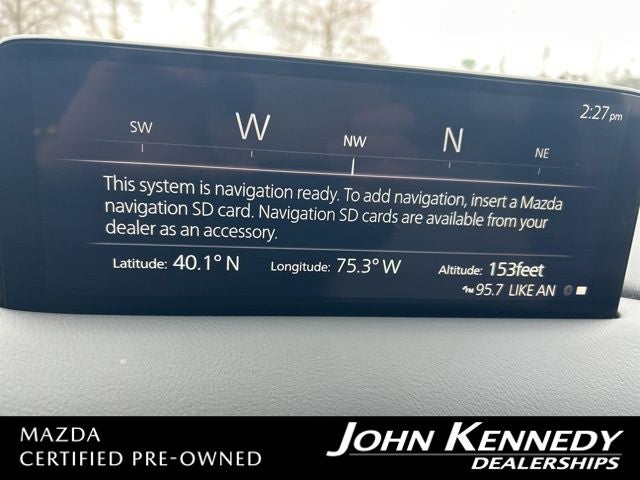 2:27pm
SW W NW N NE
This system is navigation ready. To add navigation, insert a Mazda
navigation SD card. Navigation SD cards are available from your
dealer as an accessory.
Latitude: 40.1° N Longitude: 75.3° W Altitude: 153feet
FM 95.7 LIKE AN
MAZDA
CERTIFIED PRE-OWNED
JOHN KENNEDY
DEALERSHIPS